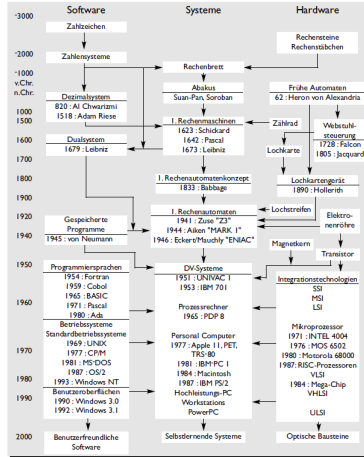 Software
Systeme
Hardware
-3000
-2000
-1000
v.Chr.
n.Chr.
1000
1500
1600
1700
1800
1900
1920
1940
1950
1960
1970
1980
1990
2000
Zahlzeichen
Zahlensysteme
Dezimalsystem
820 : Al Chwarizmi
1518 : Adam Riese
Dualsystem
1679 : Leibniz
Gespeicherte
Programme
1945 : von Neumann
Programmiersprachen
1954 : Fortran
1959 : Cobol
1965 : BASIC
1971 : Pascal
1980 : Ada
Betriebssysteme
Standardbetriebssysteme
1969 : UNIX
1977 : CP/M
1981 : MS-DOS
1987 : OS/2
1993 : Windows NT
Benutzeroberflächen
1990 : Windows 3.0
1992 : Windows 3.1
Benutzerfreundliche
Software
Rechenbrett
Abakus
Suan-Pan, Soroban
1. Rechenmaschinen
1623 : Schickard
1642 : Pascal
1673 : Leibniz
1. Rechenautomatenkonzept
1833 : Babbage
1. Rechenautomaten
1941 : Zuse "Z3"
1944 : Aiken "MARK I"
1946 : Eckert/Mauchly "ENIAC"
DV-Systeme
1951 : UNIVAC I
1953 : IBM 701
Prozessrechner
1965 : PDP 8
Personal Computer
1977 : Apple II, PET,
TRS-80
1981 : IBM-PC I
1984 : Macintosh
1987 : IBM PS/2
Hochleistungs-PC
Workstations
PowerPC
Selbstlernende Systeme
Rechensteine
Rechenstäbchen
Frühe Automaten
62 : Heron von Alexandria
Zählrad
Webstuhl-
steuerung
1728 : Falcon
1805 : Jacquard
Lochkarte
Lochkartengerät
1890 : Hollerith
Lochstreifen
Elektro-
nenröhre
Magnetkern
Transistor
Integrationstechnologien
SSI
MSI
LSI
Mikroprozessor
1971 : INTEL 4004
1976 : MOS 6502
1980 : Motorola 68000
1987: RISC-Prozessoren
VLSI
1984 : Mega-Chip
VHLSI
ULSI
Optische Bausteine